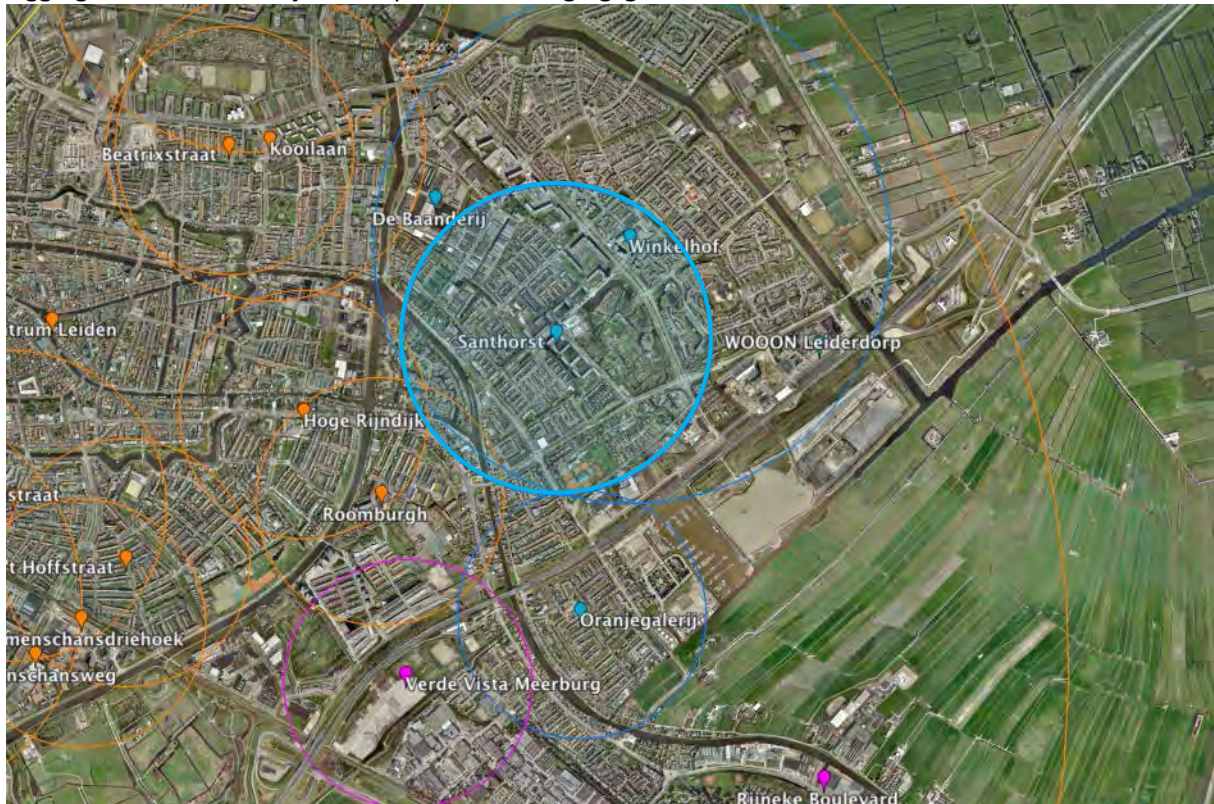 Beatrixstraat
Kooilaan
De Baanderij
Winkelhof
trum Leiden
Santhorst
WOOON Leiderdorp
Hoge Rijndijk
straat
Roomburgh
t Hoffstraat
Oranjegalerij
menschansdriehoek
nschansweg
Verde Vista Meerburg
Rijneke Boulevard